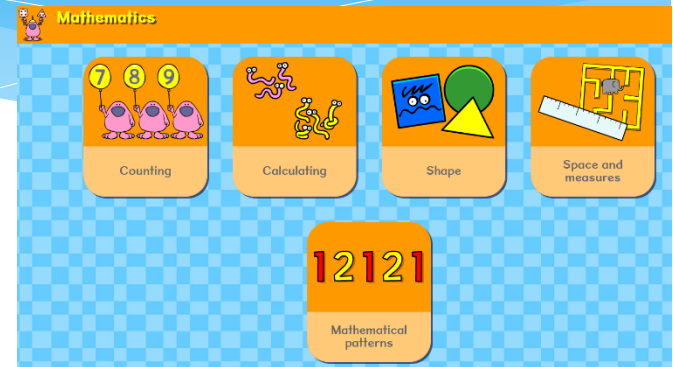 Mathematics
7 8 9
Counting
Calculating
Shape
Space and
measures
12121
Mathematical
patterns